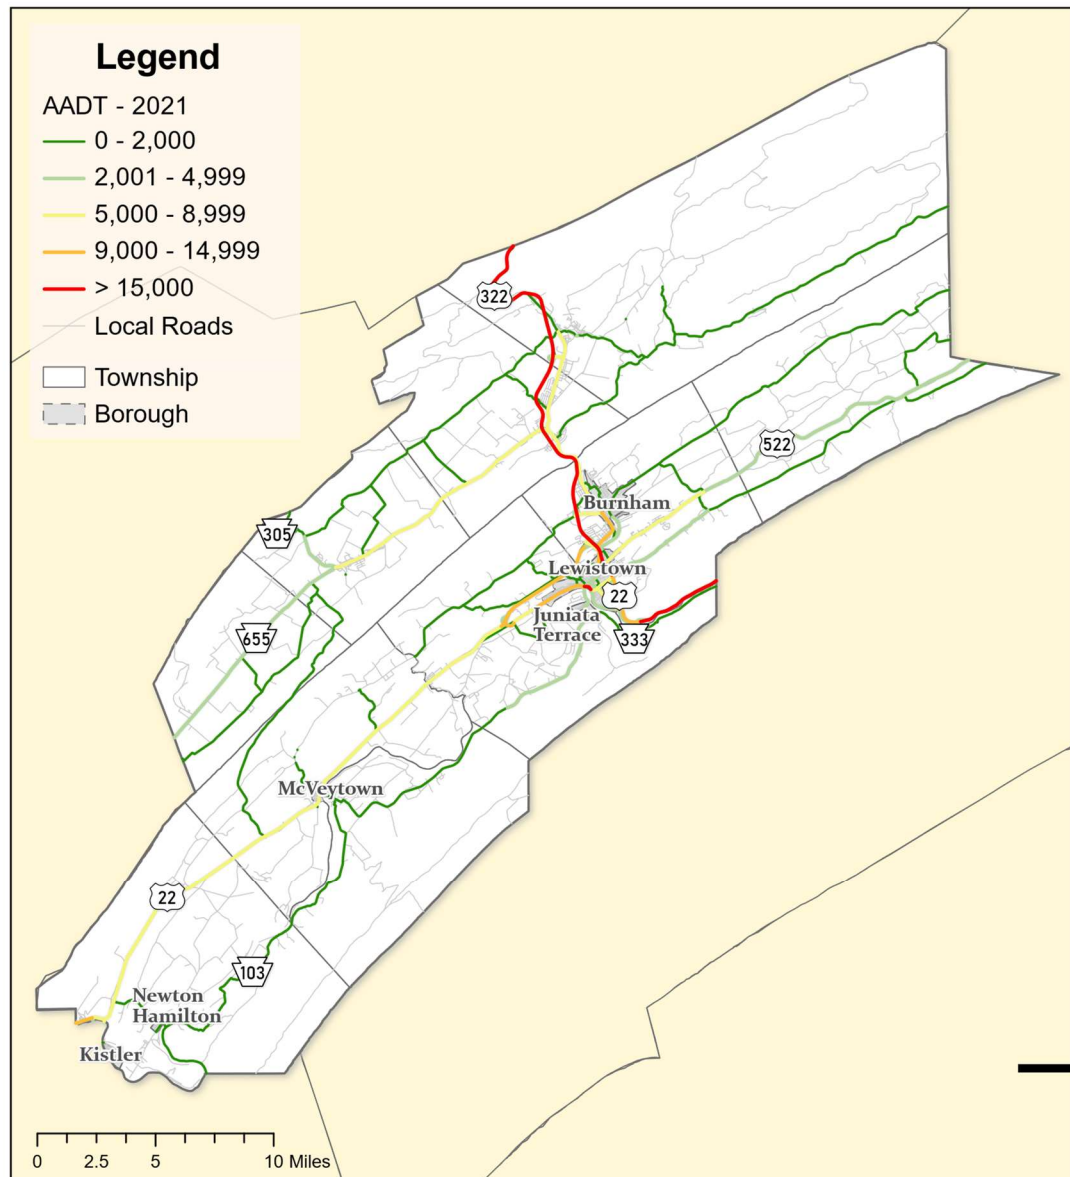 Legend
AADT - 2021
0 - 2,000
2,001 - 4,999
5,000 - 8,999
9,000 - 14,999
> 15,000
Local Roads
Township
Borough
322
522
Burnham
305
Lewistown
22
Juniata
Terrace
333
655
McVeytown
22
103
Newton
Hamilton
Kistler
0 2.5 5 10 Miles